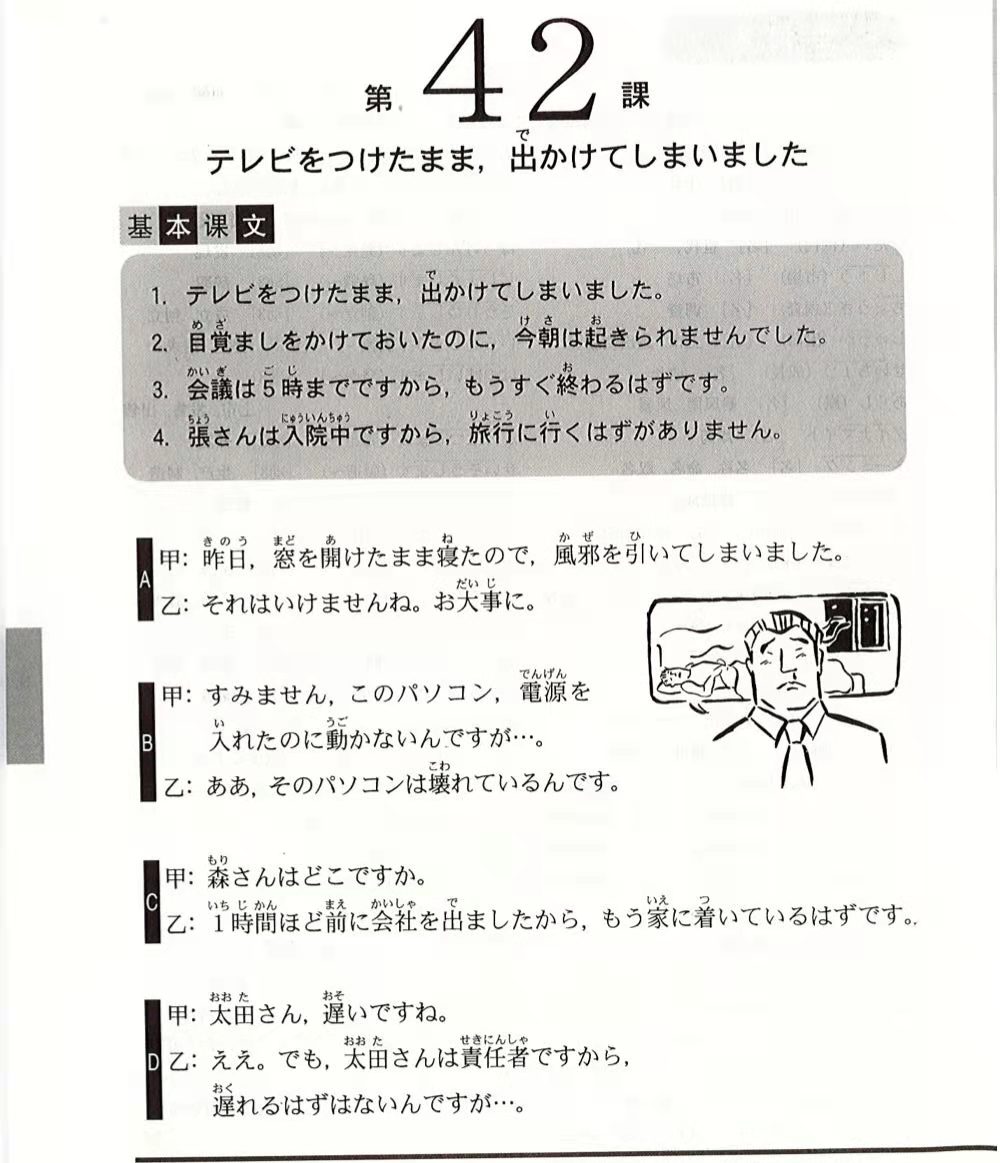 第42課
テレビをつけたまま，出かけてしまいました
基本课文
1. テレビをつけたまま，出かけてしまいました。
2. 目覚ましをかけておいたのに，今朝は起きられませんでした。
3. 会議は5時までですから，もうすぐ終わるはずです。
4. 張さんは入院中ですから，旅行に行くはずがありません。
A
甲：昨日，窓を開けたまま寝たので，風邪を引いてしまいました。
乙：それはいけませんね。お大事に。
B
甲：すみません，このパソコン，電源を
入れたのに動かないんですが…。
乙：ああ，そのパソコンは壊れているんです。
C
甲：森さんはどこですか。
乙：1時間ほど前に会社を出ましたから，もう家に着いているはずです。
D
甲：太田さん，遅いですね。
乙：ええ。でも，太田さんは責任者ですから，
遅れるはずはないんですが…。